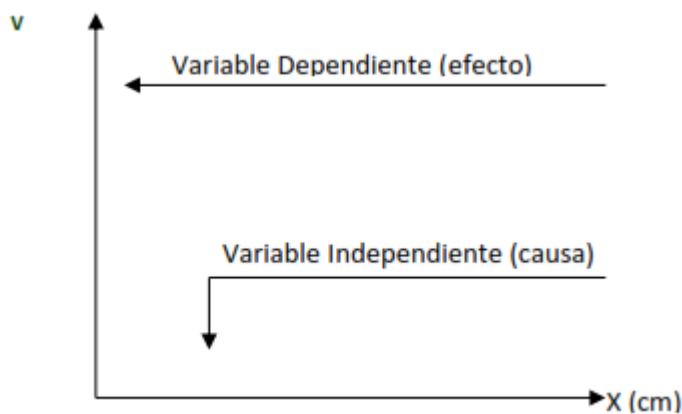 v
Variable Dependiente (efecto)
Variable Independiente (causa)
X (cm)